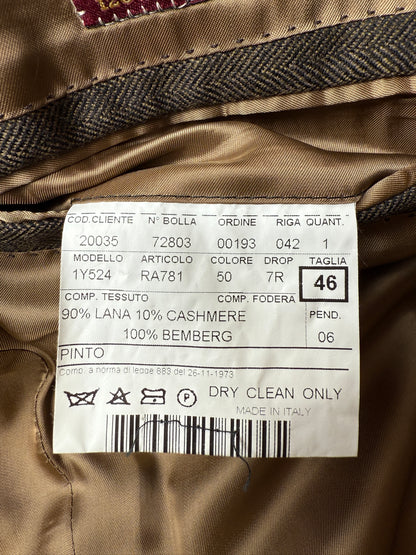 COD.CLIENTE N° BOLLA ORDINE RIGA QUANT.
20035 72803 00193 042 1
MODELLO ARTICOLO COLORE DROP TAGLIA
1Y524 RA781 50 7R 46
COMP. TESSUTO COMP. FODERA
90% LANA 10% CASHMERE PEND.
100% BEMBERG 06
PINTO
Comp. a norma di legge 883 del 26-11-1973
P DRY CLEAN ONLY
MADE IN ITALY